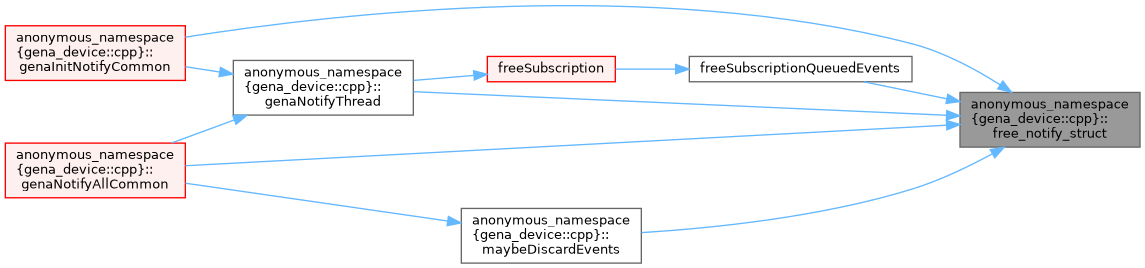 anonymous_namespace
{gena_device::cpp}::
genaInitNotifyCommon
anonymous_namespace
{gena_device::cpp}::
genaNotifyThread
freeSubscription
freeSubscriptionQueuedEvents
anonymous_namespace
{gena_device::cpp}::
free_notify_struct
anonymous_namespace
{gena_device::cpp}::
genaNotifyAllCommon
anonymous_namespace
{gena_device::cpp}::
maybeDiscardEvents